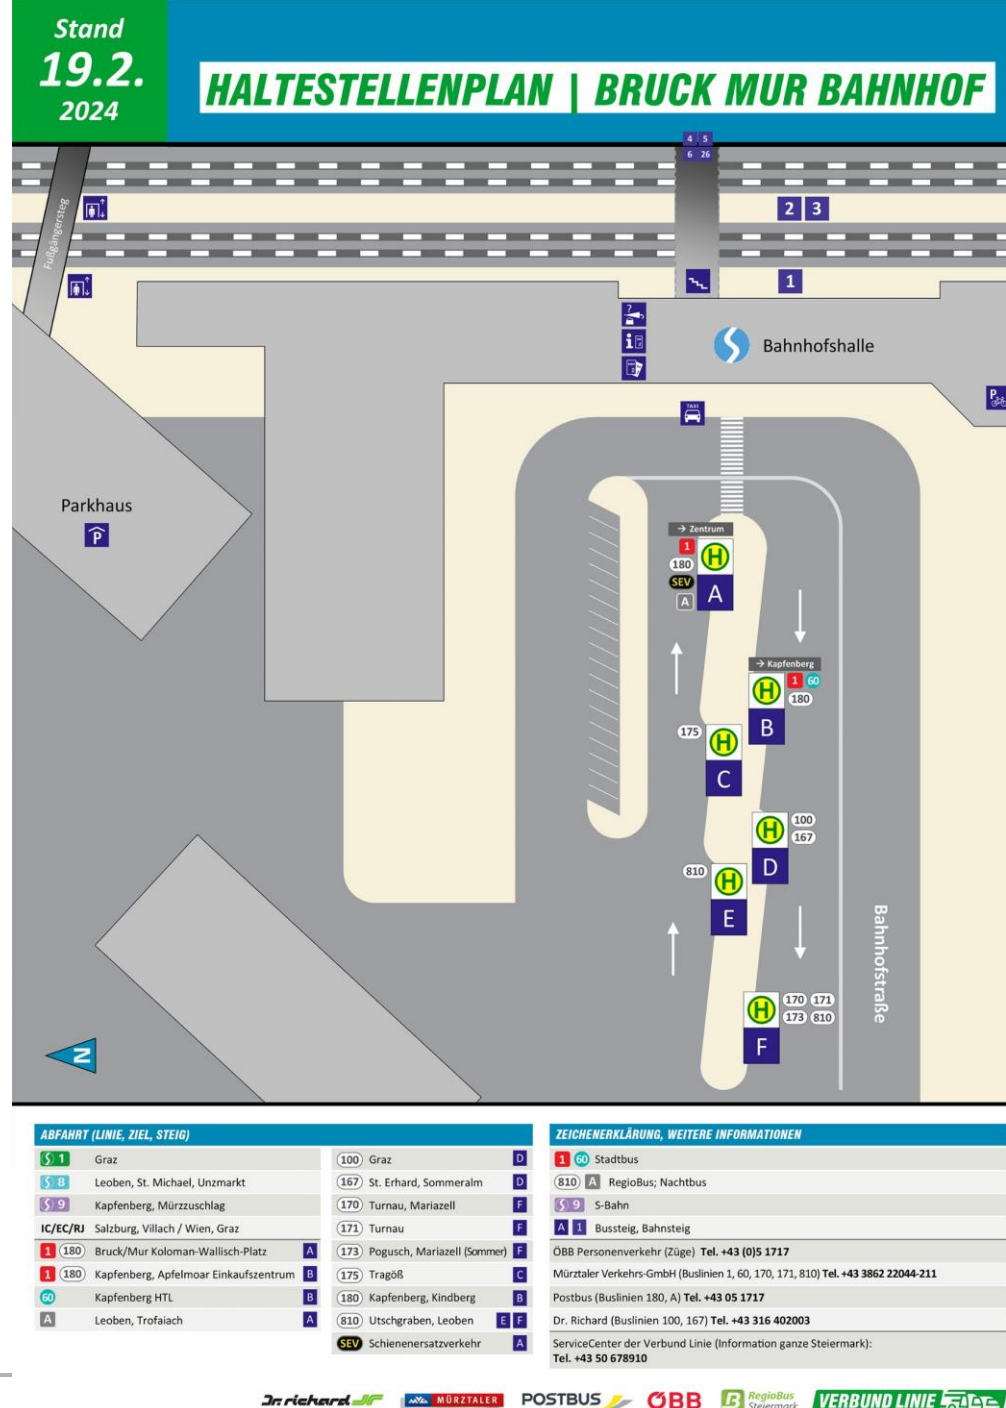 Stand
19.2.
2024
HALTESTELLENPLAN | BRUCK MUR BAHNHOF
4 5
6 26
Fußgängersteg
2 3
1
Bahnhofshalle
TAXI
P
Parkhaus
P
→ Zentrum
1
180
SEV
A
H
A
→ Kapfenberg
H
1 60
180
B
175
H
C
H
100
167
D
810
H
E
Bahnhofstraße
H
170 171
173 810
F
N
ABFAHRT (LINIE, ZIEL, STEIG)
S 1 Graz
S 8 Leoben, St. Michael, Unzmarkt
S 9 Kapfenberg, Mürzzuschlag
IC/EC/RJ Salzburg, Villach / Wien, Graz
1 180 Bruck/Mur Koloman-Wallisch-Platz A
1 180 Kapfenberg, Apfelmoar Einkaufszentrum B
60 Kapfenberg HTL B
A Leoben, Trofaiach A
100 Graz D
167 St. Erhard, Sommeralm D
170 Turnau, Mariazell F
171 Turnau F
173 Pogusch, Mariazell (Sommer) F
175 Tragöß C
180 Kapfenberg, Kindberg B
810 Utschgraben, Leoben E F
SEV Schienenersatzverkehr A
ZEICHENERKLÄRUNG, WEITERE INFORMATIONEN
1 60 Stadtbus
810 A RegioBus; Nachtbus
S 9 S-Bahn
A 1 Bussteig, Bahnsteig
ÖBB Personenverkehr (Züge) Tel. +43 (0)5 1717
Mürztaler Verkehrs-GmbH (Buslinien 1, 60, 170, 171, 810) Tel. +43 3862 22044-211
Postbus (Buslinien 180, A) Tel. +43 05 1717
Dr. Richard (Buslinien 100, 167) Tel. +43 316 402003
ServiceCenter der Verbund Linie (Information ganze Steiermark):
Tel. +43 50 678910
Dr. richard MÜRZTALER POSTBUS ÖBB RegioBus Steiermark VERBUND LINIE